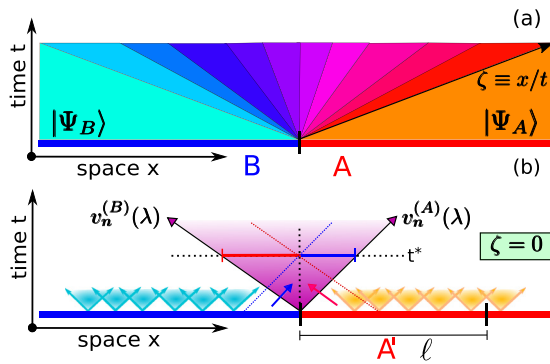 (a)
time t
ζ ≡ x/t
|Ψ_B⟩
|Ψ_A⟩
space x
B
A
(b)
time t
v_n^(B)(λ)
v_n^(A)(λ)
t*
ζ = 0
space x
A'
ℓ